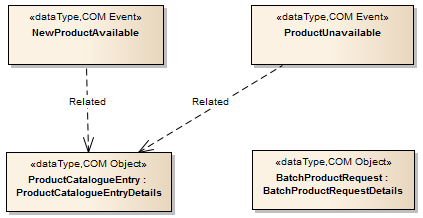 «dataType,COM Event»
NewProductAvailable
«dataType,COM Event»
ProductUnavailable
Related
Related
«dataType,COM Object»
ProductCatalogueEntry :
ProductCatalogueEntryDetails
«dataType,COM Object»
BatchProductRequest :
BatchProductRequestDetails